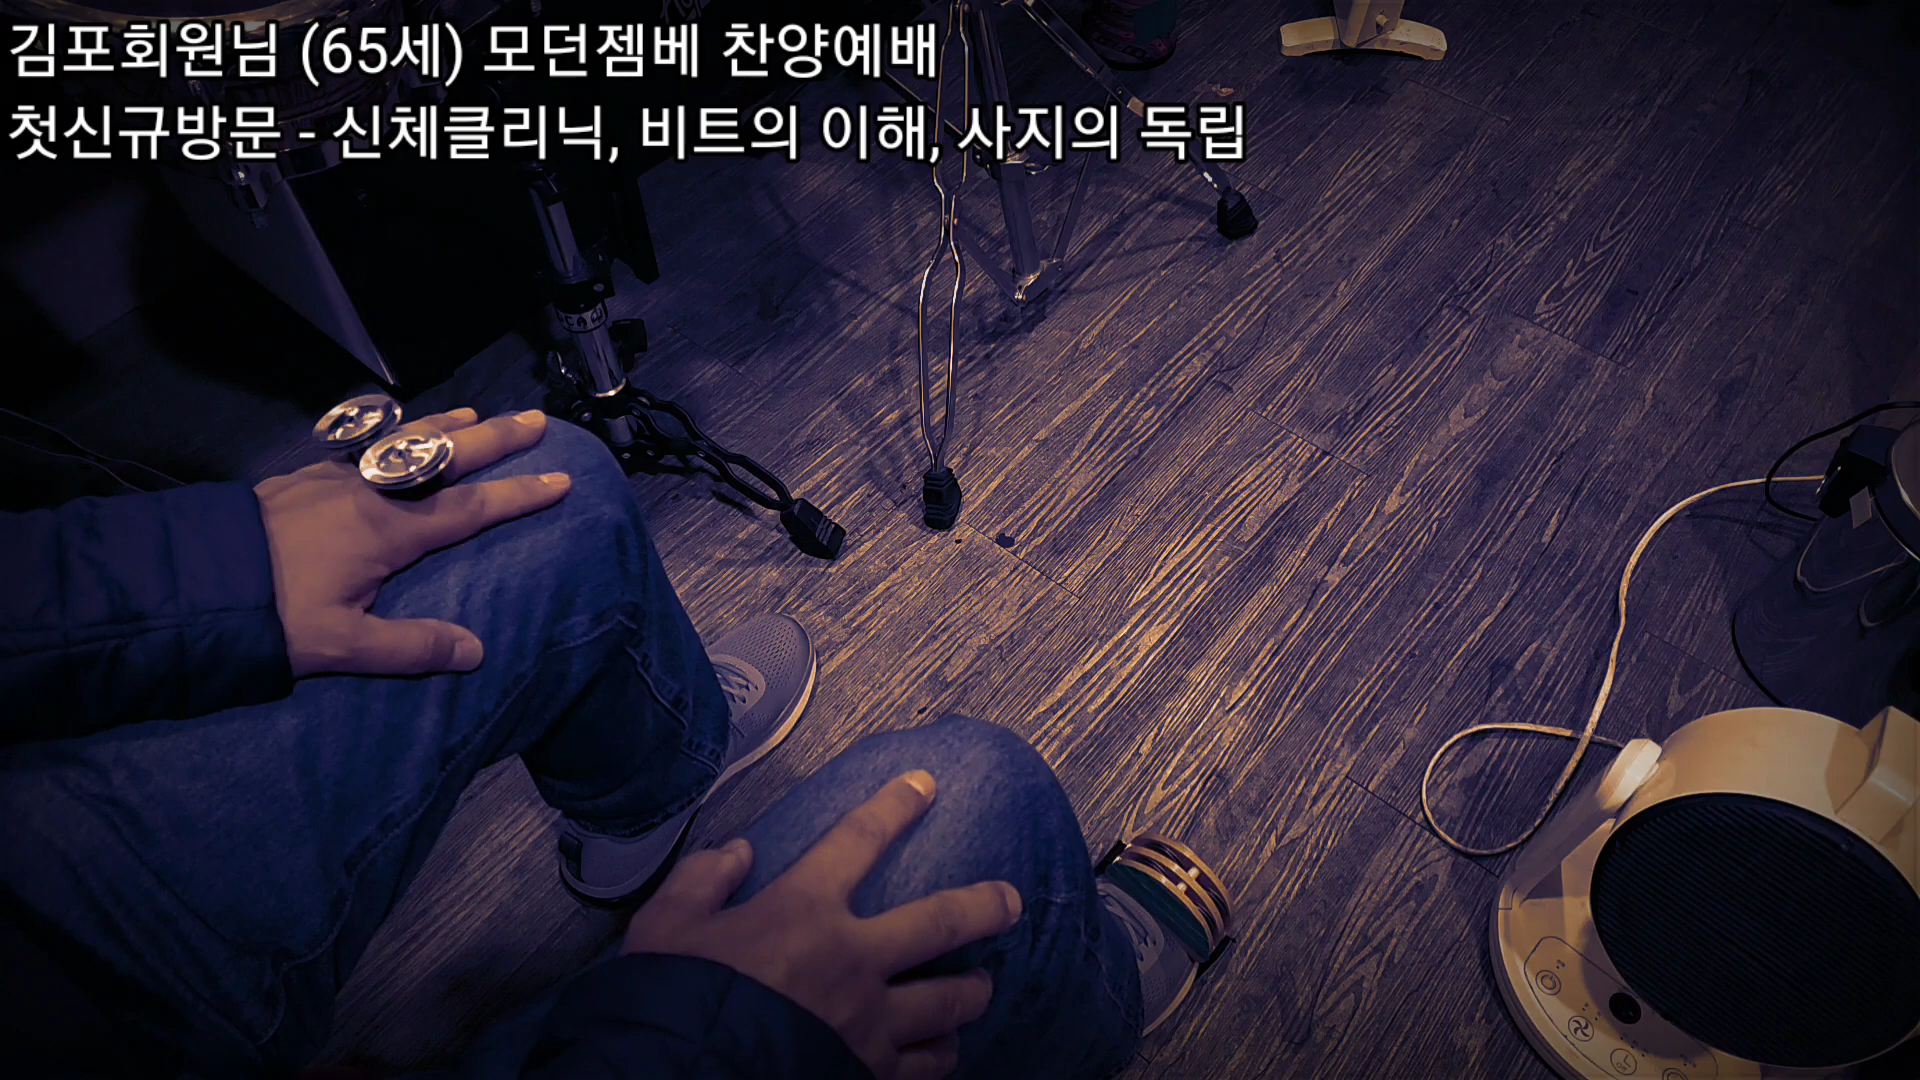 김포회원님 (65세) 모던젬베 찬양예배
첫신규방문 - 신체클리닉, 비트의 이해, 사지의 독립